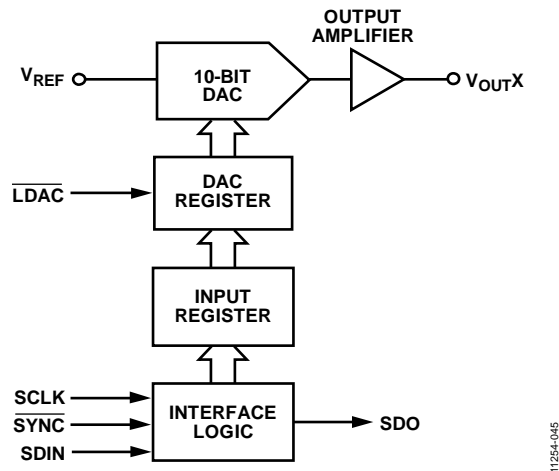 OUTPUT
AMPLIFIER
VREF
10-BIT
DAC
VOUTX
LDAC
DAC
REGISTER
INPUT
REGISTER
SCLK
SYNC
SDIN
INTERFACE
LOGIC
SDO
11254-045